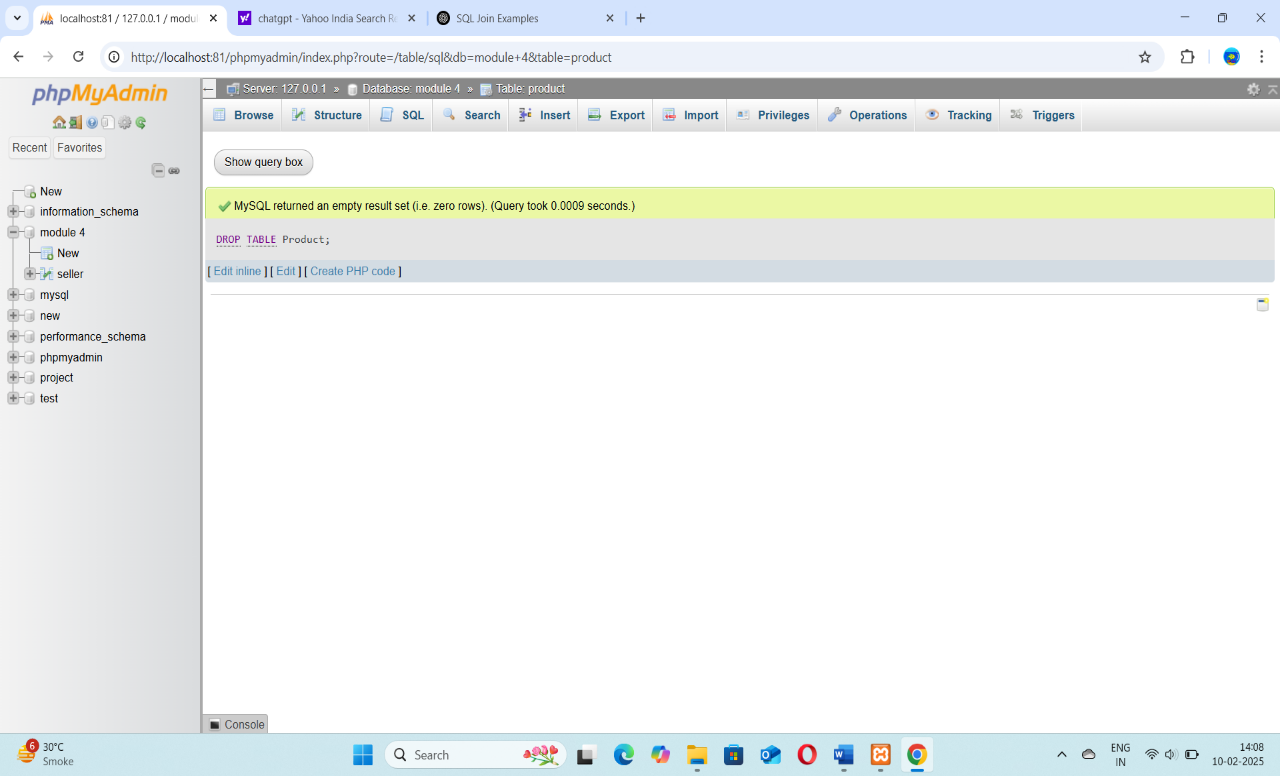 localhost:81 / 127.0.0.1 / modul
chatgpt - Yahoo India Search Re
SQL Join Examples
http://localhost:81/phpmyadmin/index.php?route=/table/sql&db=module+4&table=product
phpMyAdmin
Recent
Favorites
New
information_schema
module 4
New
seller
mysql
new
performance_schema
phpmyadmin
project
test
Server: 127.0.0.1 » Database: module 4 » Table: product
Browse Structure SQL Search Insert Export Import Privileges Operations Tracking Triggers
Show query box
MySQL returned an empty result set (i.e. zero rows). (Query took 0.0009 seconds.)
DROP TABLE Product;
[ Edit inline ] [ Edit ] [ Create PHP code ]
Console
6
30°C
Smoke
Search
ENG
IN
14:08
10-02-2025